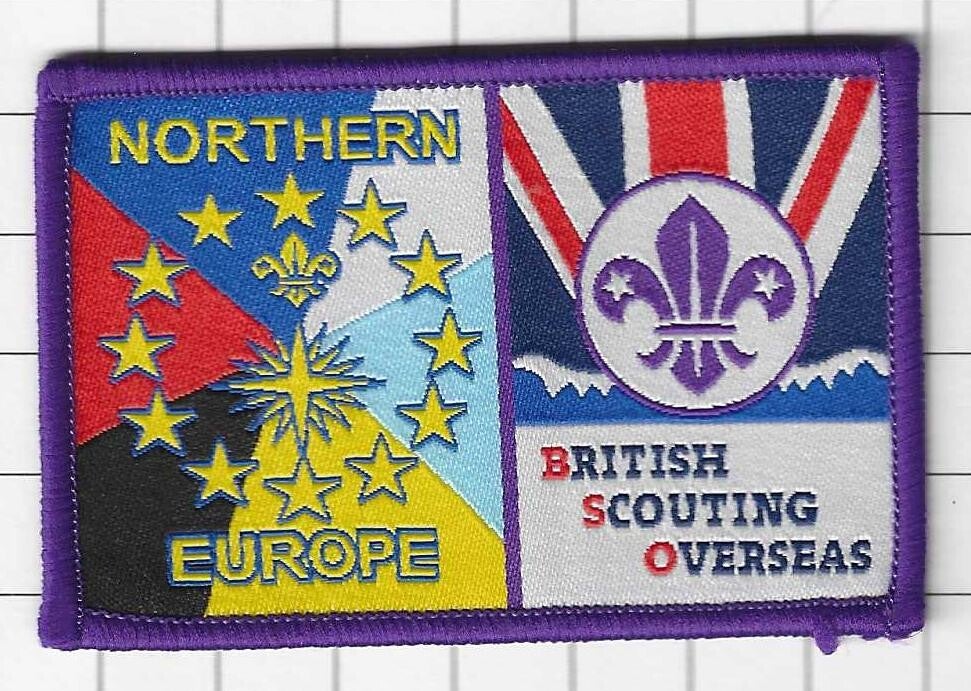 NORTHERN
EUROPE
BRITISH
SCOUTING
OVERSEAS